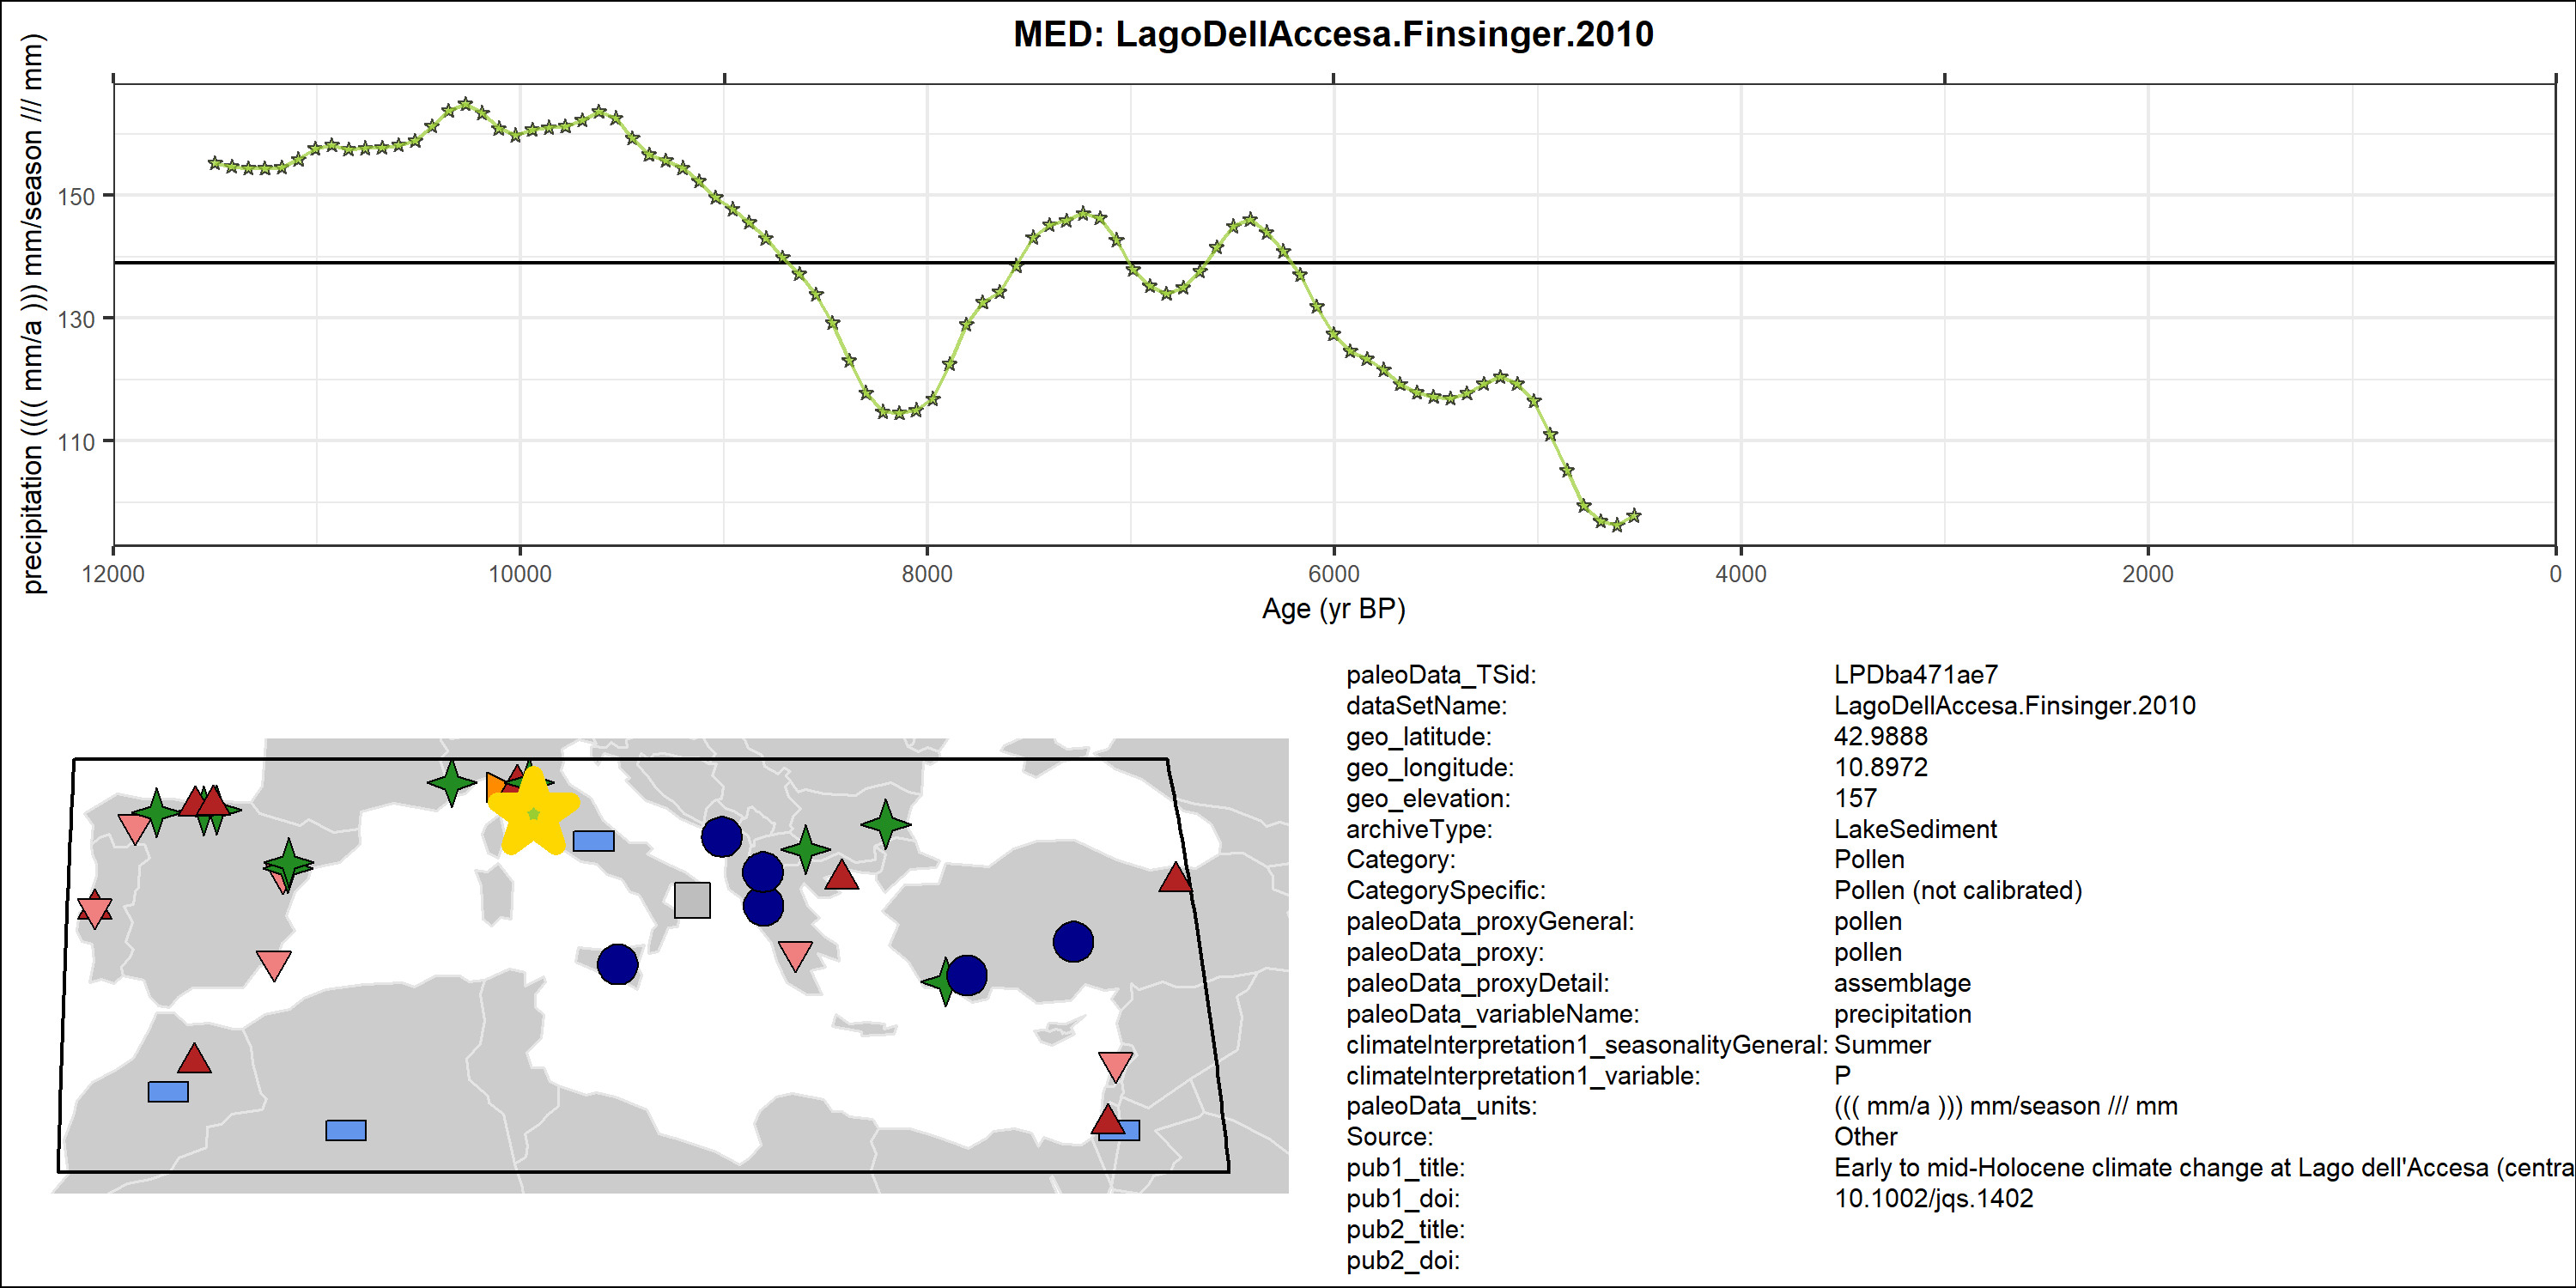 MED: LagoDellAccesa.Finsinger.2010
precipitation (((( mm/a ))) mm/season /// mm)
150
130
110
12000 10000 8000 6000 4000 2000 0
Age (yr BP)
paleoData_TSid: LPDba471ae7
dataSetName: LagoDellAccesa.Finsinger.2010
geo_latitude: 42.9888
geo_longitude: 10.8972
geo_elevation: 157
archiveType: LakeSediment
Category: Pollen
CategorySpecific: Pollen (not calibrated)
paleoData_proxyGeneral: pollen
paleoData_proxy: pollen
paleoData_proxyDetail: assemblage
paleoData_variableName: precipitation
climateInterpretation1_seasonalityGeneral: Summer
climateInterpretation1_variable: P
paleoData_units: ((( mm/a ))) mm/season /// mm
Source: Other
pub1_title: Early to mid-Holocene climate change at Lago dell'Accesa (centra
pub1_doi: 10.1002/jqs.1402
pub2_title:
pub2_doi: